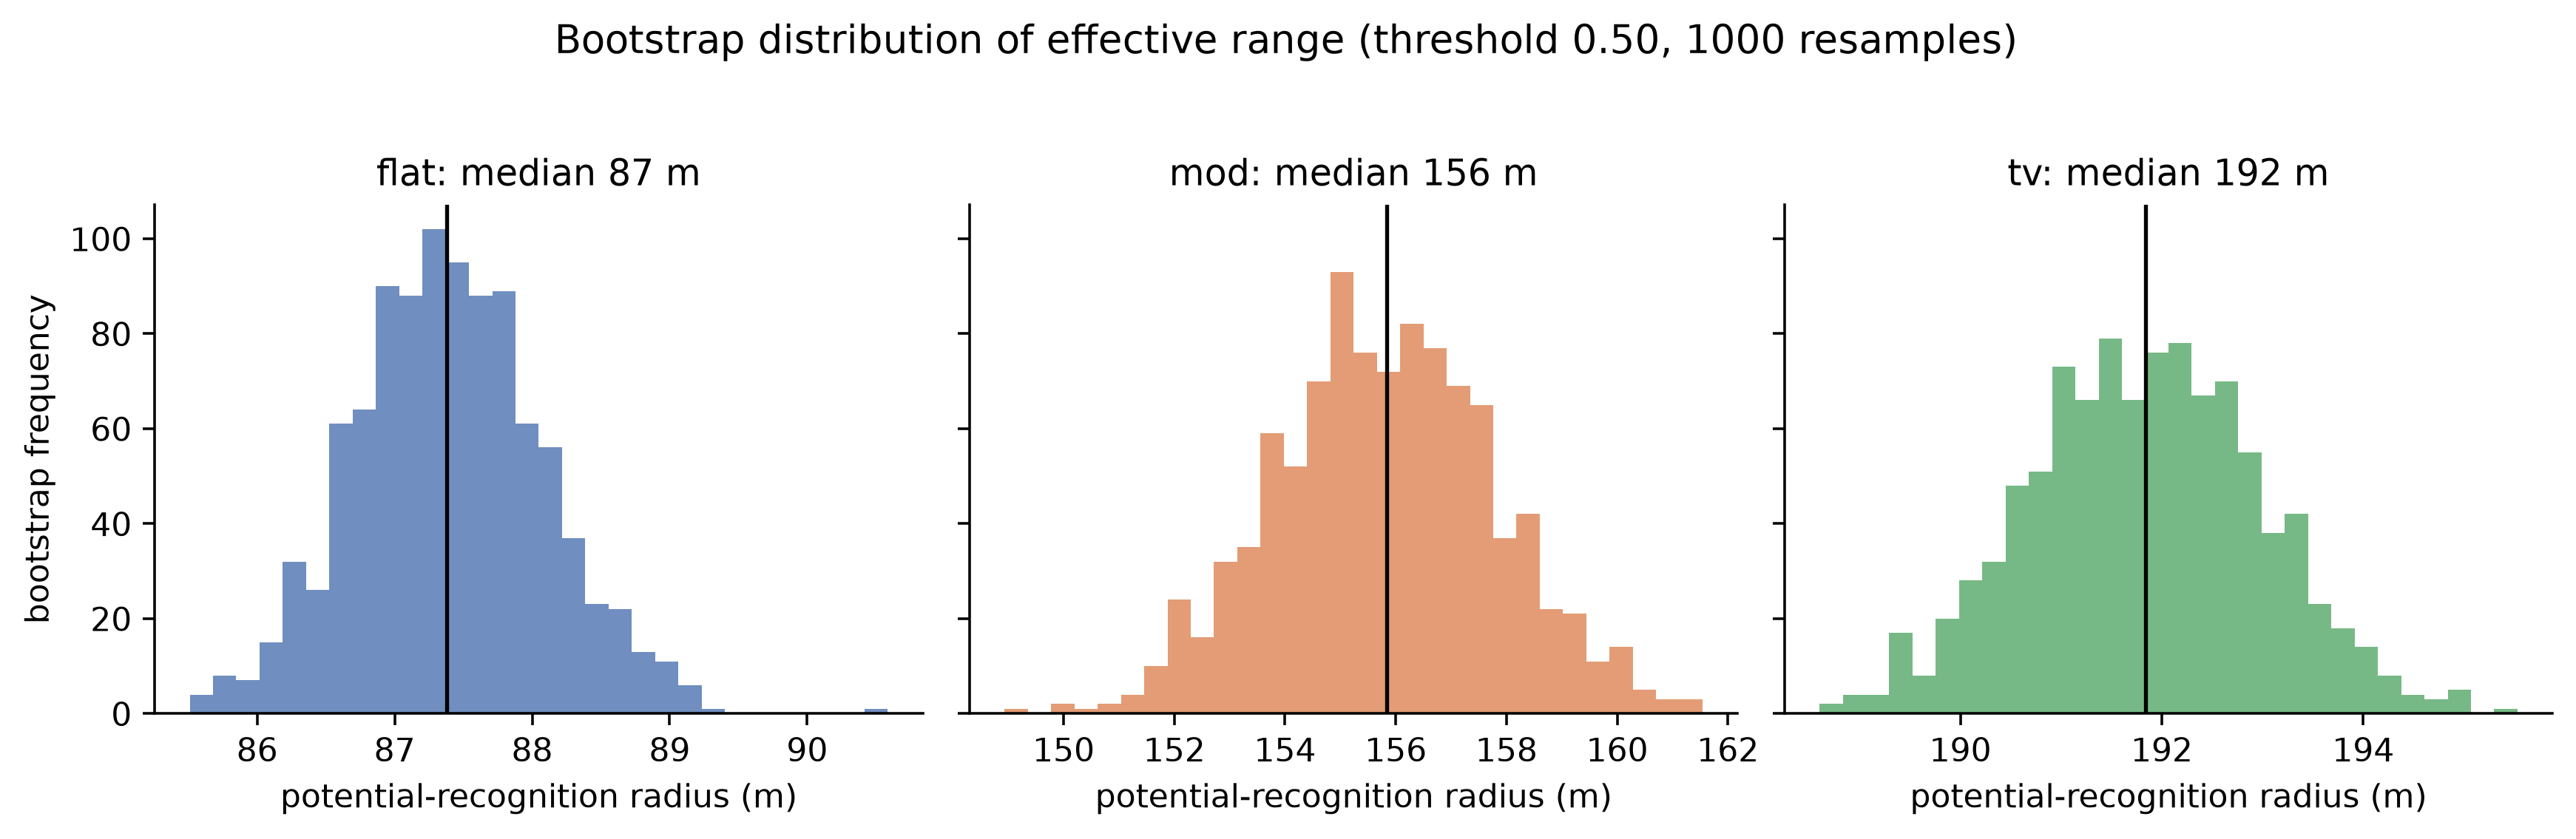 Bootstrap distribution of effective range (threshold 0.50, 1000 resamples)
flat: median 87 m
mod: median 156 m
tv: median 192 m
bootstrap frequency
100
80
60
40
20
0
86 87 88 89 90
150 152 154 156 158 160 162
190 192 194
potential-recognition radius (m)
potential-recognition radius (m)
potential-recognition radius (m)